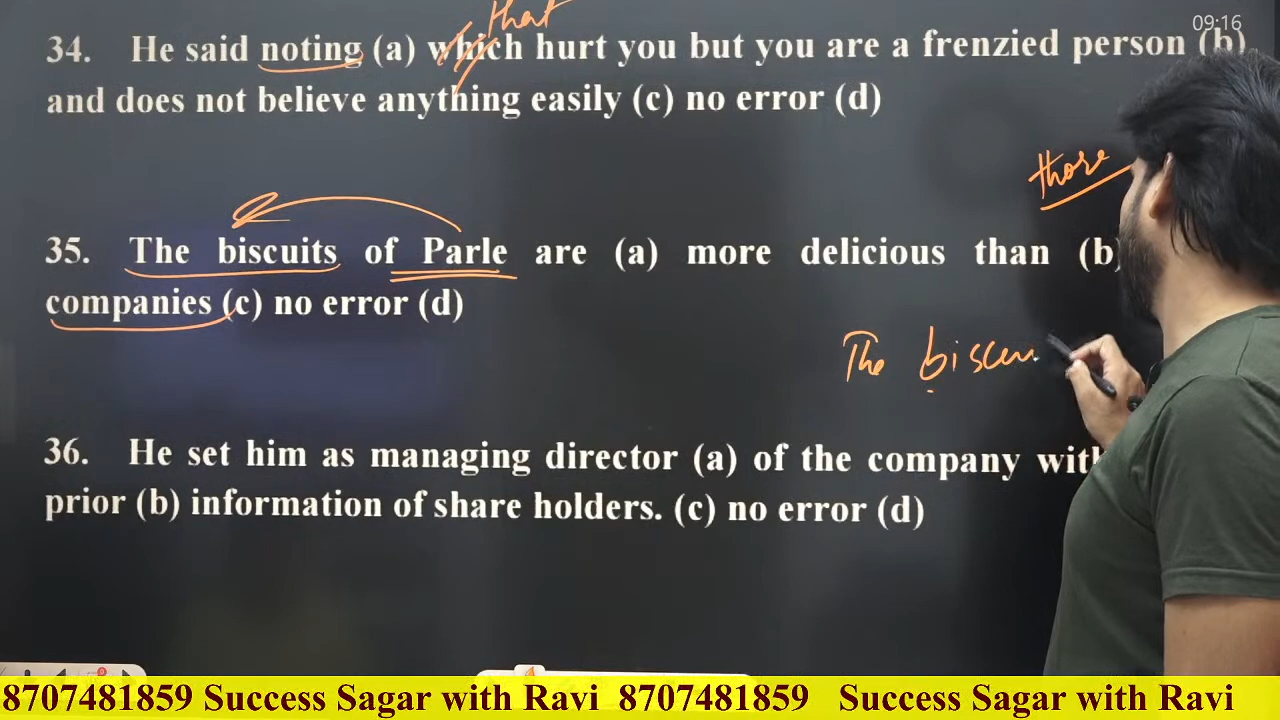 that
09:16
34. He said noting (a) which hurt you but you are a frenzied person (b)
and does not believe anything easily (c) no error (d)
those
35. The biscuits of Parle are (a) more delicious than (b)
companies (c) no error (d)
The biscu
36. He set him as managing director (a) of the company
prior (b) information of share holders. (c) no error (d)
8707481859 Success Sagar with Ravi 8707481859 Success Sagar with Ravi